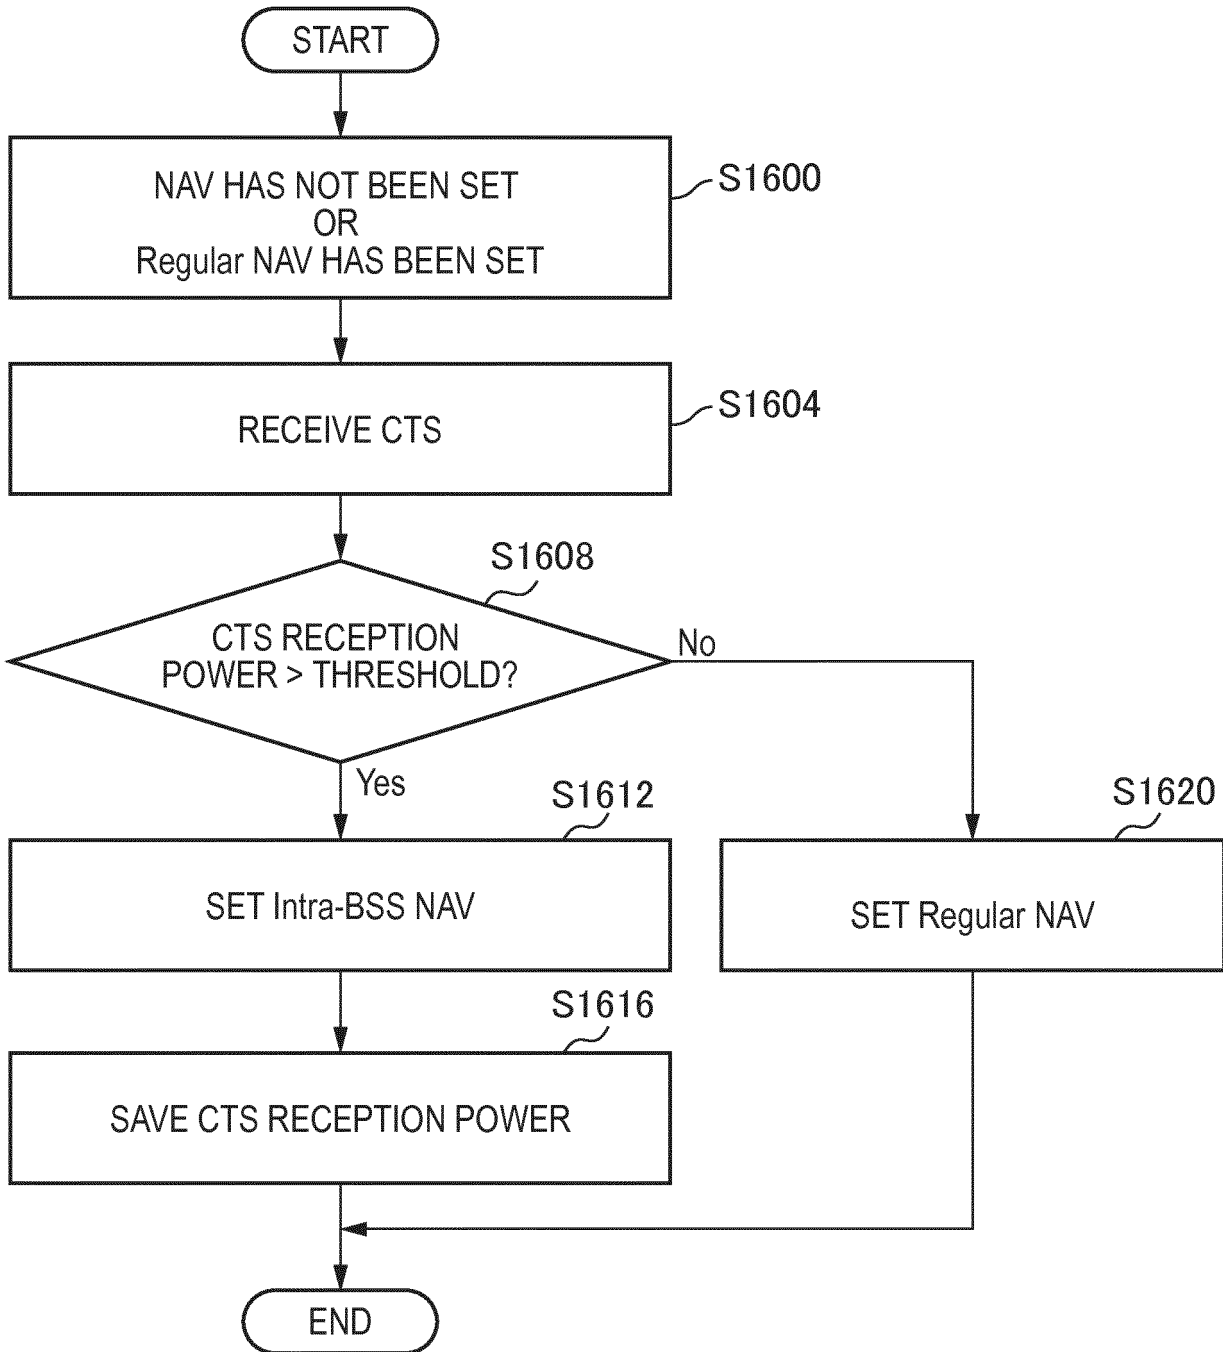 START
NAV HAS NOT BEEN SET
OR
Regular NAV HAS BEEN SET
S1600
RECEIVE CTS
S1604
S1608
CTS RECEPTION
POWER > THRESHOLD?
No
Yes
S1612
SET Intra-BSS NAV
S1620
SET Regular NAV
S1616
SAVE CTS RECEPTION POWER
END